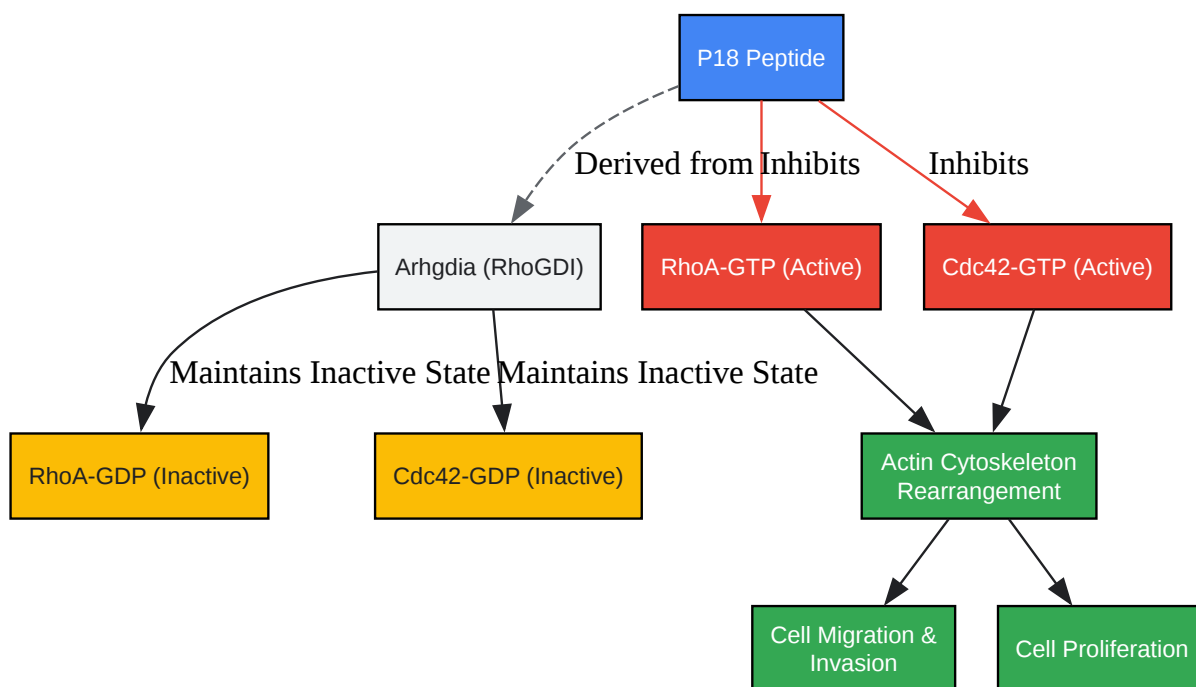 P18 Peptide
Derived from
Inhibits
Inhibits
Arhgdia (RhoGDI)
RhoA-GTP (Active)
Cdc42-GTP (Active)
Maintains Inactive State
Maintains Inactive State
RhoA-GDP (Inactive)
Cdc42-GDP (Inactive)
Actin Cytoskeleton
Rearrangement
Cell Migration &
Invasion
Cell Proliferation